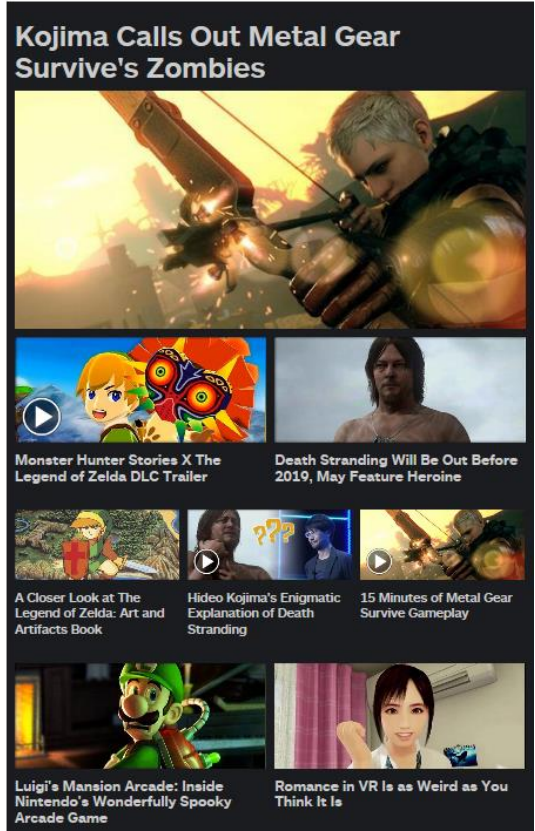 Kojima Calls Out Metal Gear
Survive's Zombies
Monster Hunter Stories X The
Legend of Zelda DLC Trailer
Death Stranding Will Be Out Before
2019, May Feature Heroine
???
A Closer Look at The
Legend of Zelda: Art and
Artifacts Book
Hideo Kojima's Enigmatic
Explanation of Death
Stranding
15 Minutes of Metal Gear
Survive Gameplay
Luigi's Mansion Arcade: Inside
Nintendo's Wonderfully Spooky
Arcade Game
Romance in VR Is as Weird as You
Think It Is